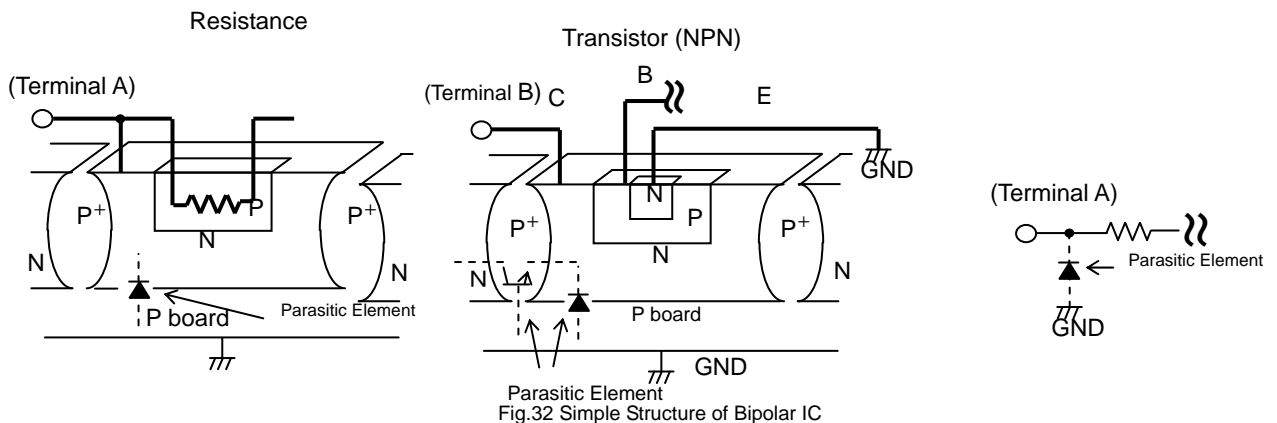 Resistance
(Terminal A)
P+
P
P+
N
N
N
P board
Parasitic Element
Transistor (NPN)
(Terminal B)
C
B
E
GND
N
P+
P
P+
N
N
N
P board
GND
Parasitic Element
Fig.32 Simple Structure of Bipolar IC
(Terminal A)
Parasitic Element
GND